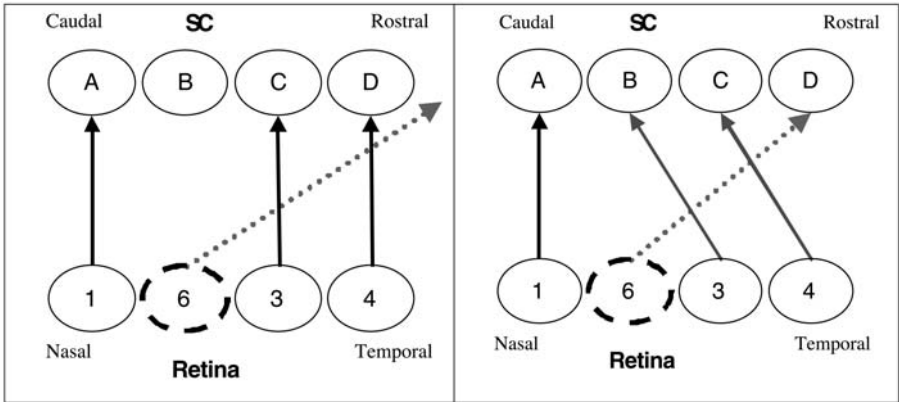 Caudal SC Rostral
A B C D
1 6 3 4
Nasal Temporal
Retina
Caudal SC Rostral
A B C D
1 6 3 4
Nasal Temporal
Retina